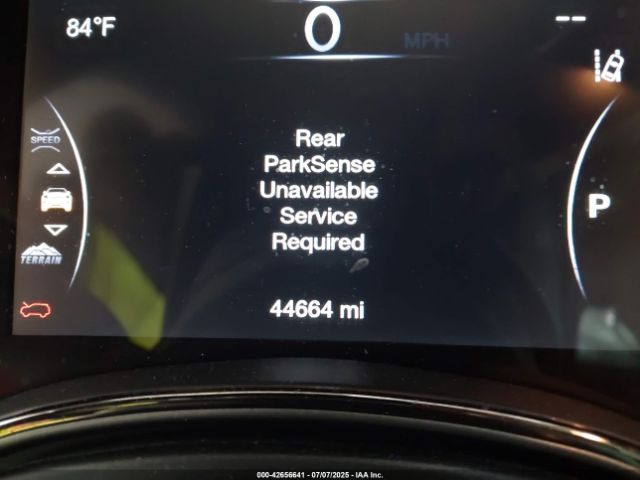 84°F
0
MPH
--
SPEED
Rear
ParkSense
Unavailable
Service
Required
P
TERRAIN
44664 mi
000-42656641 - 07/07/2025 - IAA Inc.